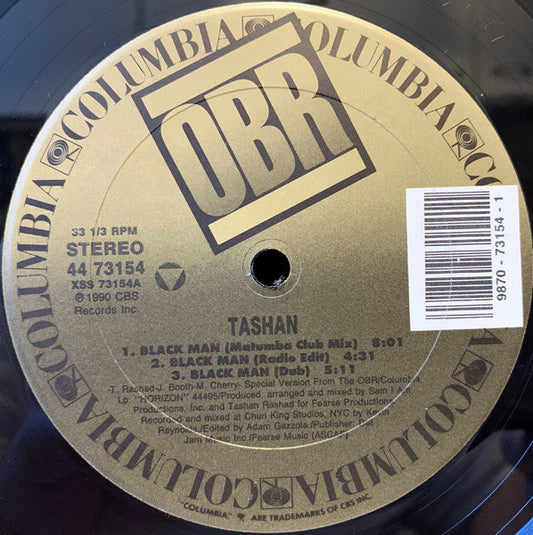 COLUMBIA COLUMBIA COLUMBIA COLUMBIA COLUMBIA COLUMBIA
OBR
33 1/3 RPM
STEREO
44 73154
XSS 73154A
℗ 1990 CBS
Records Inc.
9870 - 73154 - 1
TASHAN
1. BLACK MAN (Matumba Club Mix) 8:01
2. BLACK MAN (Radio Edit) 4:31
3. BLACK MAN (Dub) 5:11
T. Rashad J. Booth-M. Cherry- Special Version From The OBR/Columbia
Lp: "HORIZON" 44495/Produced, arranged and mixed by Sam I Am
Productions, Inc. and Tashan Rashad for Fearse Productions.
Recorded and mixed at Chun King Studios, NYC by Kevin
Reynolds/Edited by Adam Gazzola./Publisher: Def
Jam Music Inc./Fearse Music (ASCAP)
"COLUMBIA," ARE TRADEMARKS OF CBS INC.